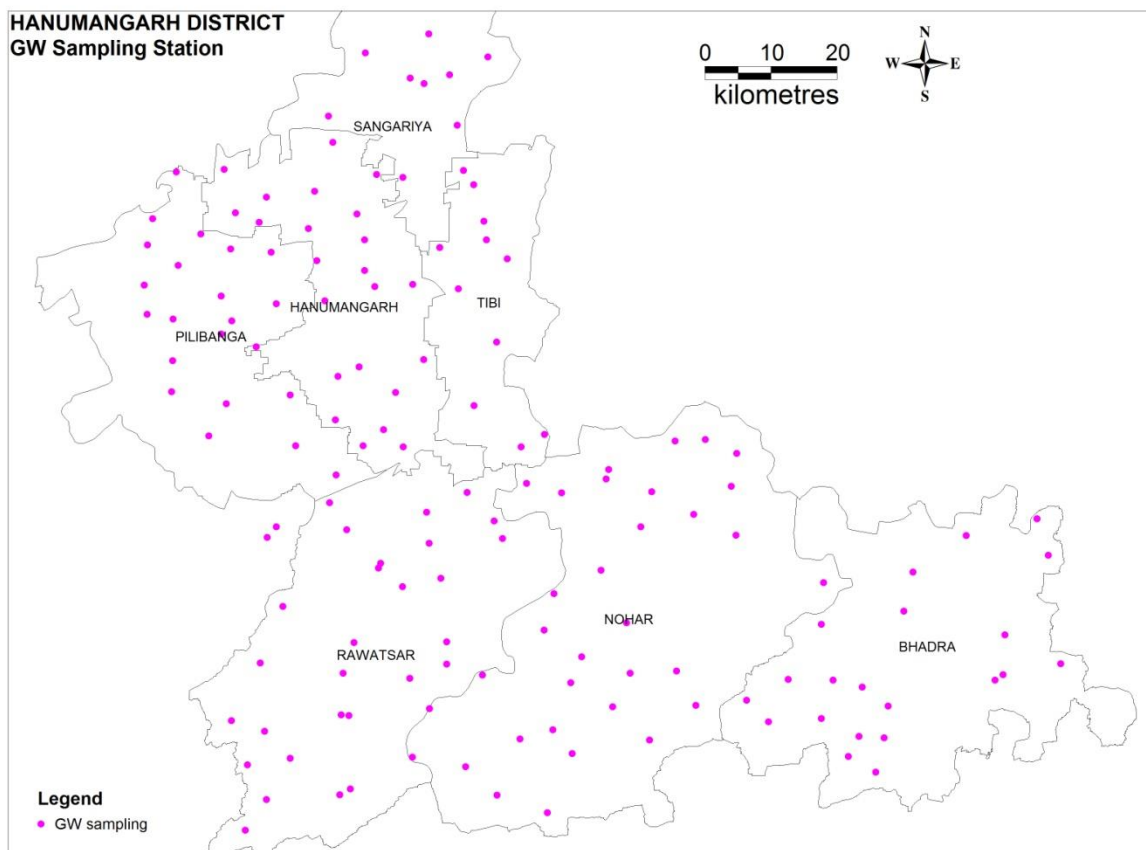 HANUMANGARH DISTRICT
GW Sampling Station
0 10 20
kilometres
N
W E
S
SANGARIYA
HANUMANGARH
TIBI
PILIBANGA
NOHAR
BHADRA
RAWATSAR
Legend
GW sampling